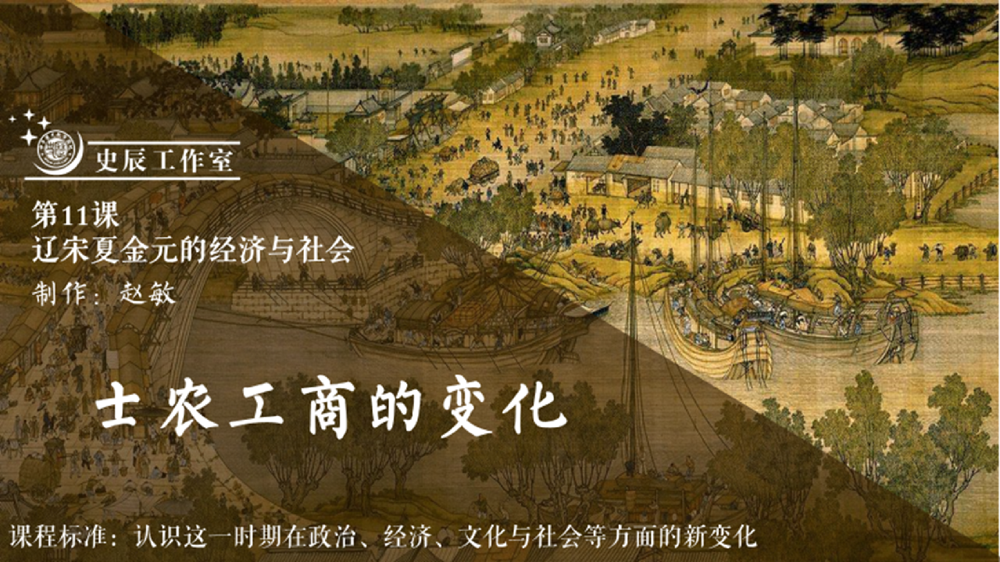 史辰工作室
第11课
辽宋夏金元的经济与社会
制作：赵敏
士农工商的变化
课程标准：认识这一时期在政治、经济、文化与社会等方面的新变化